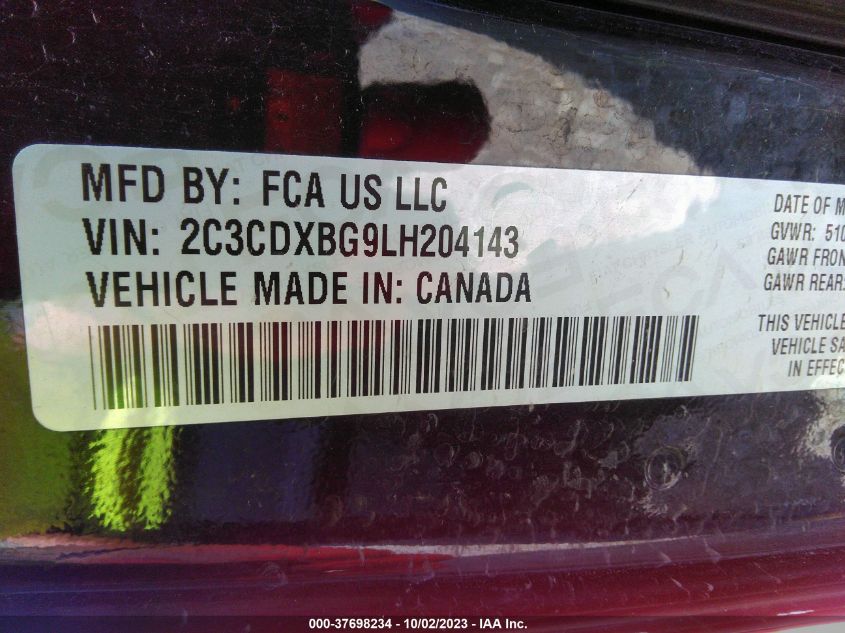 MFD BY: FCA US LLC
VIN: 2C3CDXBG9LH204143
VEHICLE MADE IN: CANADA
DATE OF M
GVWR: 510
GAWR FRON
GAWR REAR:
THIS VEHICLE
VEHICLE SA
IN EFFEC
000-37698234 - 10/02/2023 - IAA Inc.